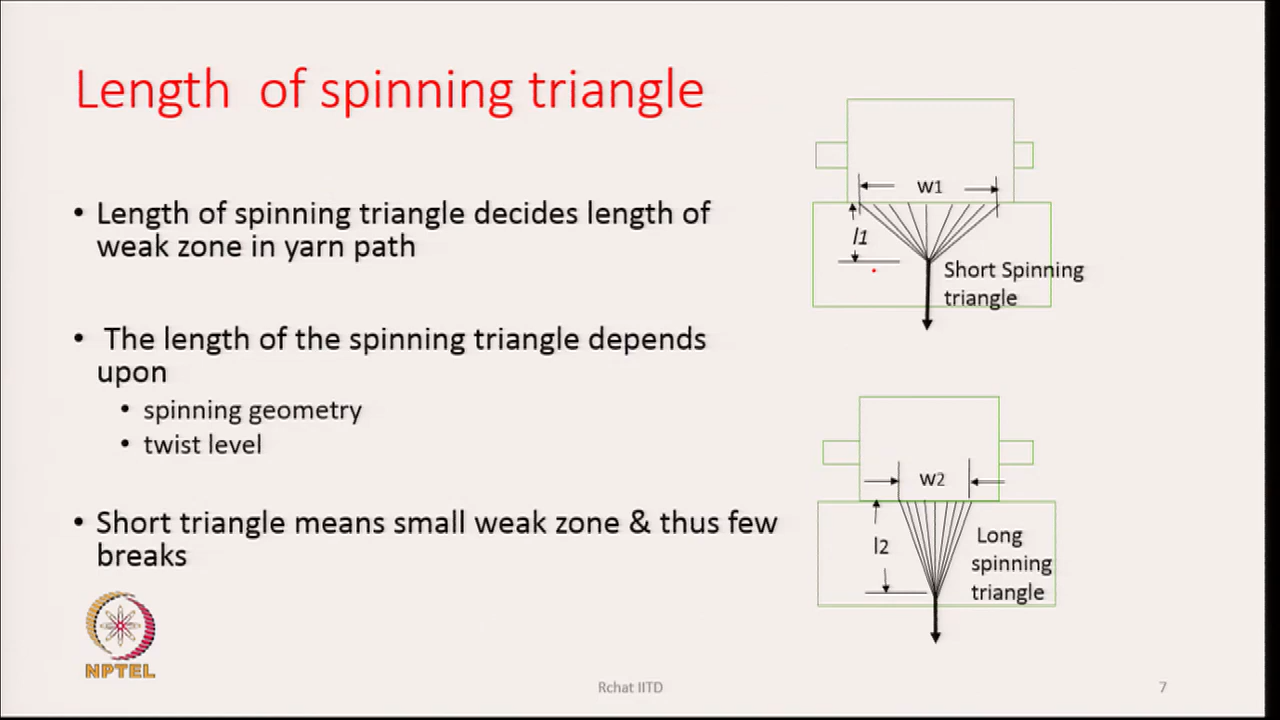 Length of spinning triangle
• Length of spinning triangle decides length of
weak zone in yarn path
• The length of the spinning triangle depends
upon
• spinning geometry
• twist level
• Short triangle means small weak zone & thus few
breaks
w1
l1
Short Spinning
triangle
w2
l2
Long
spinning
triangle
NPTEL
Rchat IITD
7